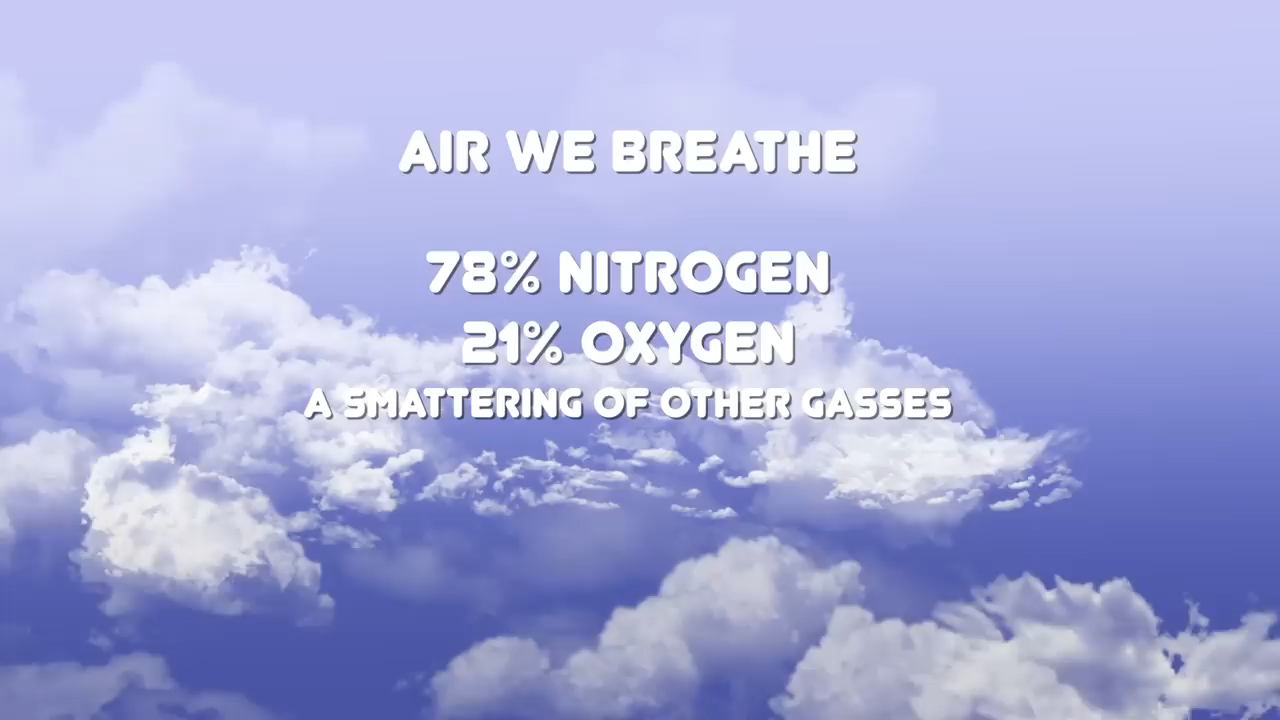 AIR WE BREATHE
78% NITROGEN
21% OXYGEN
A SMATTERING OF OTHER GASSES